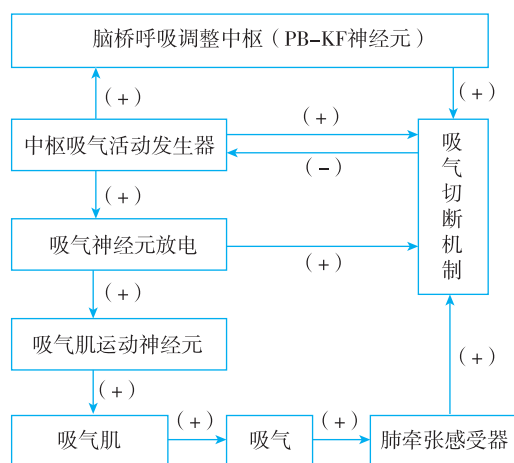 脑桥呼吸调整中枢（PB-KF神经元）
（+）
（+）
中枢吸气活动发生器
（+）
（-）
吸气切断机制
（+）
吸气神经元放电
（+）
（+）
吸气肌运动神经元
（+）
（+）
吸气肌
（+）
吸气
（+）
肺牵张感受器